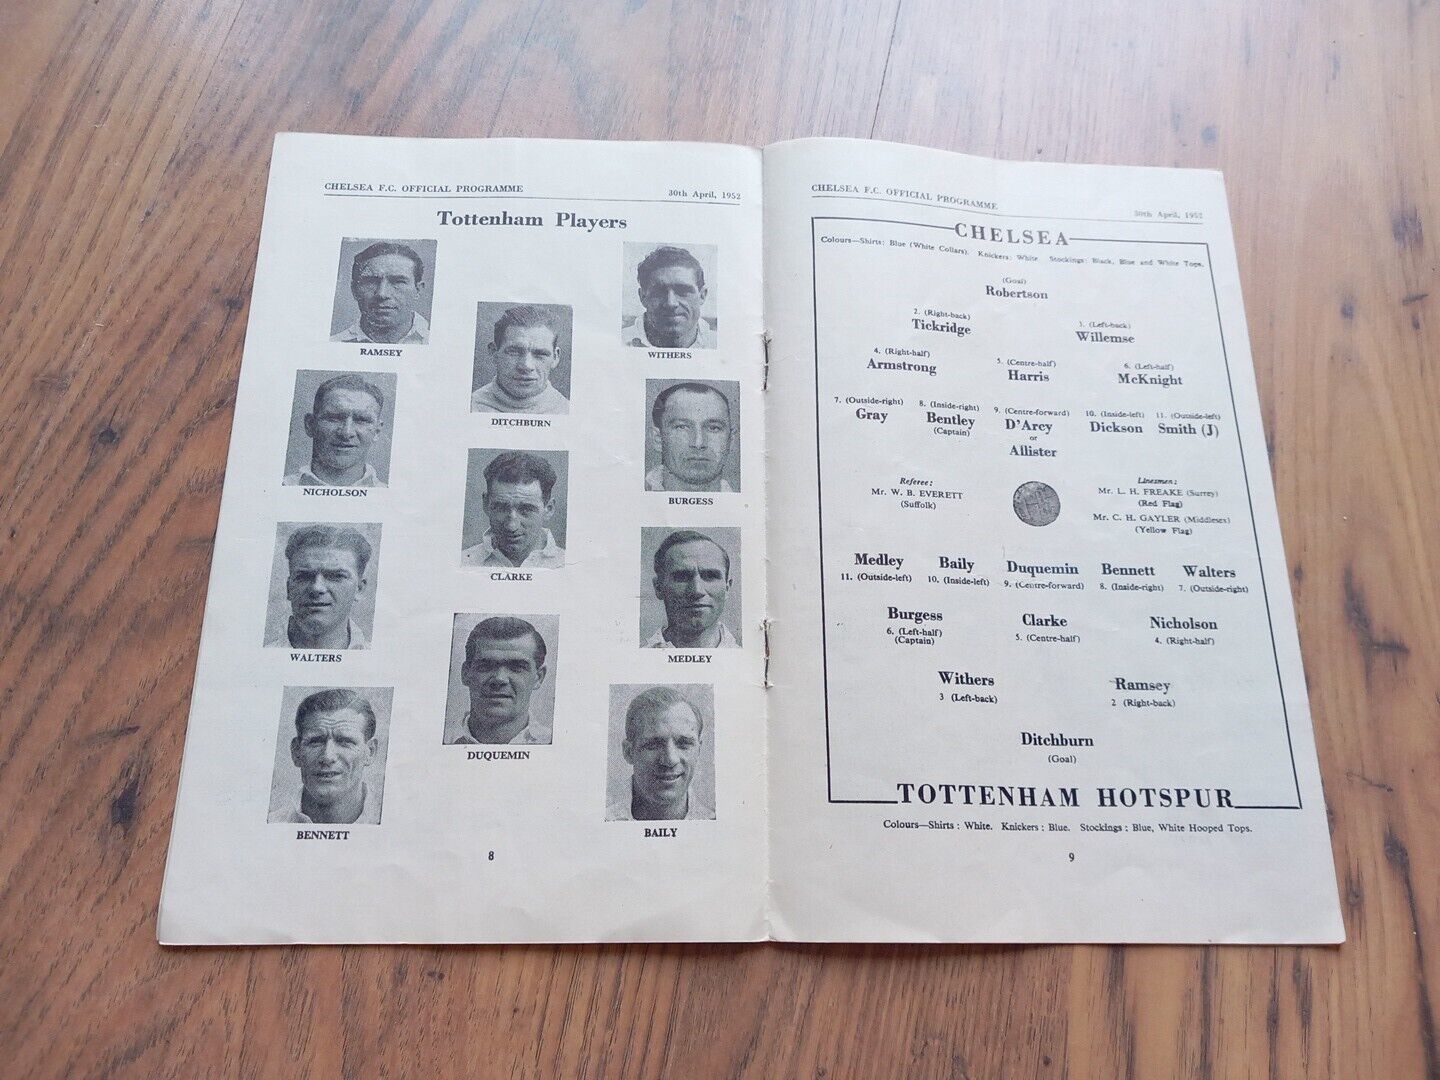 CHELSEA F.C. OFFICIAL PROGRAMME 30th April, 1952
Tottenham Players
RAMSEY
WITHERS
DITCHBURN
NICHOLSON
BURGESS
CLARKE
WALTERS
MEDLEY
DUQUEMIN
BENNETT
BAILY
8
CHELSEA F.C. OFFICIAL PROGRAMME 30th April, 1952
CHELSEA
Colours—Shirts: Blue (White Collars). Knickers: White Stockings: Black, Blue and White Tops.
(Goal)
Robertson
2. (Right-back) 3. (Left-back)
Tickridge Willemse
4. (Right-half) 5. (Centre-half) 6. (Left-half)
Armstrong Harris McKnight
7. (Outside-right) 8. (Inside-right) 9. (Centre-forward) 10. (Inside-left) 11. (Outside-left)
Gray Bentley D'Arcy Dickson Smith (J)
(Captain) or
Allister
Referee: Linesmen:
Mr. W. B. EVERETT Mr. L. H. FREAKE (Surrey)
(Suffolk) (Red Flag)
Mr. C. H. GAYLER (Middlesex)
(Yellow Flag)
Medley Baily Duquemin Bennett Walters
11. (Outside-left) 10. (Inside-left) 9. (Centre-forward) 8. (Inside-right) 7. (Outside-right)
Burgess Clarke Nicholson
6. (Left-half) 5. (Centre-half) 4. (Right-half)
(Captain)
Withers Ramsey
3 (Left-back) 2 (Right-back)
Ditchburn
(Goal)
TOTTENHAM HOTSPUR
Colours—Shirts : White. Knickers : Blue. Stockings : Blue, White Hooped Tops.
9